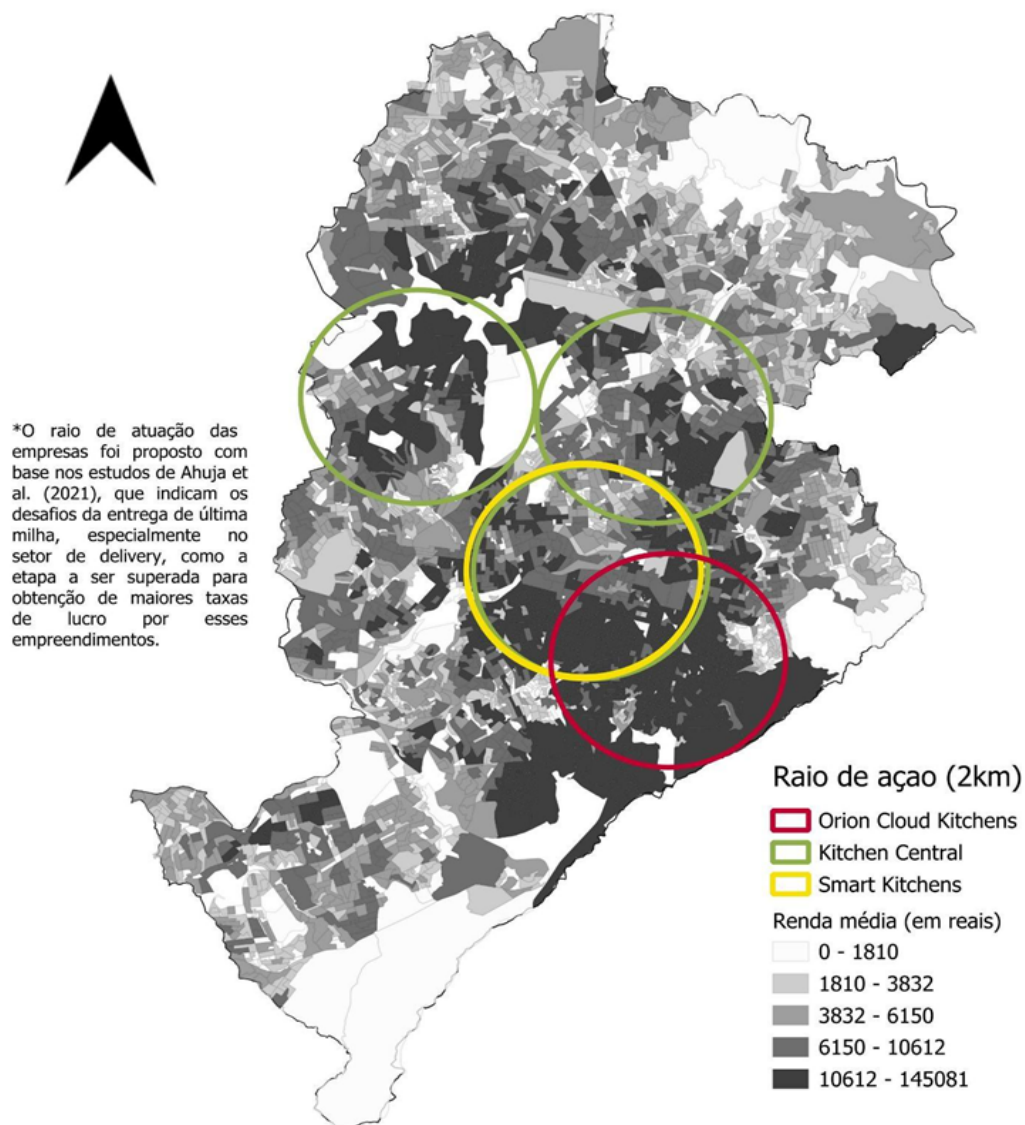 *O raio de atuação das
empresas foi proposto com
base nos estudos de Ahuja et
al. (2021), que indicam os
desafios da entrega de última
milha, especialmente no
setor de delivery, como a
etapa a ser superada para
obtenção de maiores taxas
de lucro por esses
empreendimentos.
Raio de açao (2km)
Orion Cloud Kitchens
Kitchen Central
Smart Kitchens
Renda média (em reais)
0 - 1810
1810 - 3832
3832 - 6150
6150 - 10612
10612 - 145081